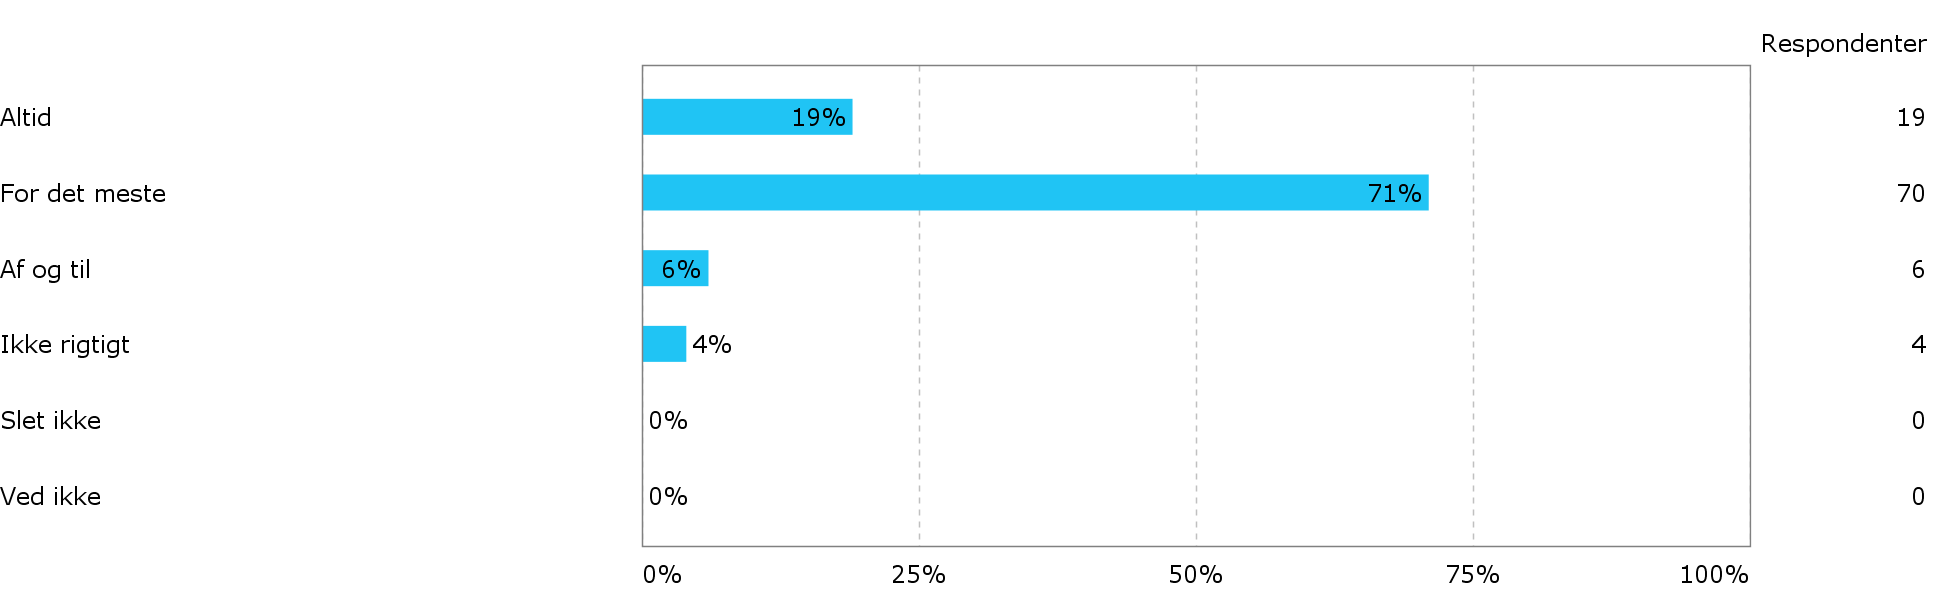 Respondenter
Altid 19% 19
For det meste 71% 70
Af og til 6% 6
Ikke rigtigt 4% 4
Slet ikke 0% 0
Ved ikke 0% 0
0% 25% 50% 75% 100%